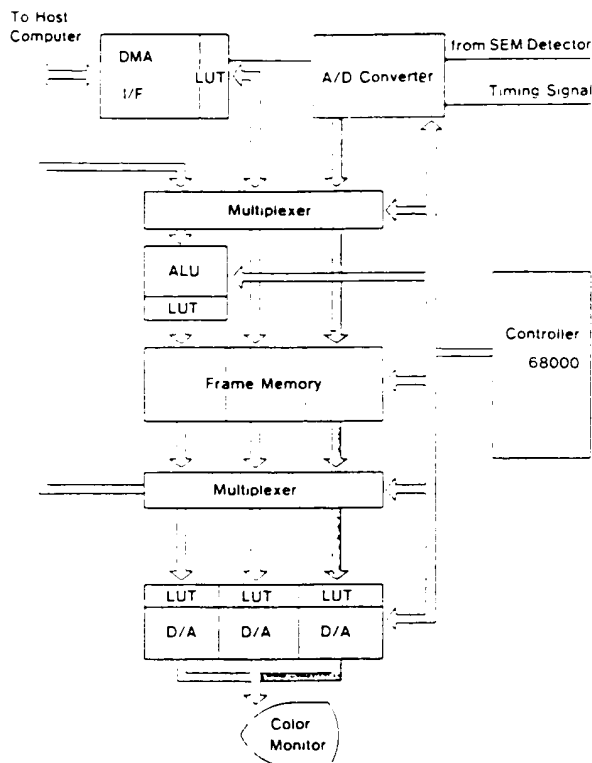 To Host
Computer
DMA
LUT
I/F
A/D Converter
from SEM Detector
Timing Signal
Multiplexer
ALU
LUT
Controller
68000
Frame Memory
Multiplexer
LUT LUT LUT
D/A D/A D/A
Color
Monitor